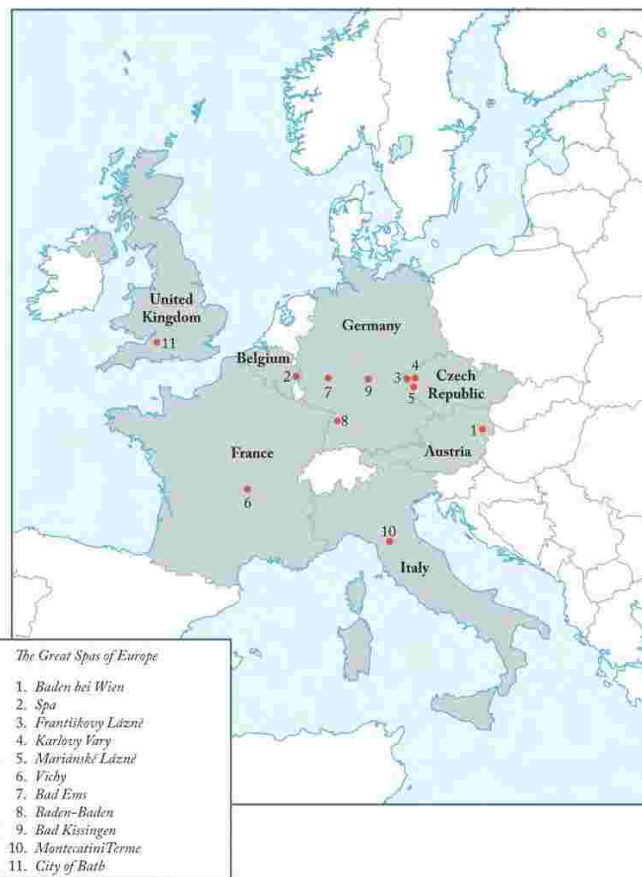 United
Kingdom
11
Germany
Belgium
2
7
9
3
4
5
Czech
Republic
8
1
Austria
France
6
10
Italy
The Great Spas of Europe
1. Baden bei Wien
2. Spa
3. Františkovy Lázně
4. Karlovy Vary
5. Mariánské Lázně
6. Vichy
7. Bad Ems
8. Baden-Baden
9. Bad Kissingen
10. MontecatiniTerme
11. City of Bath